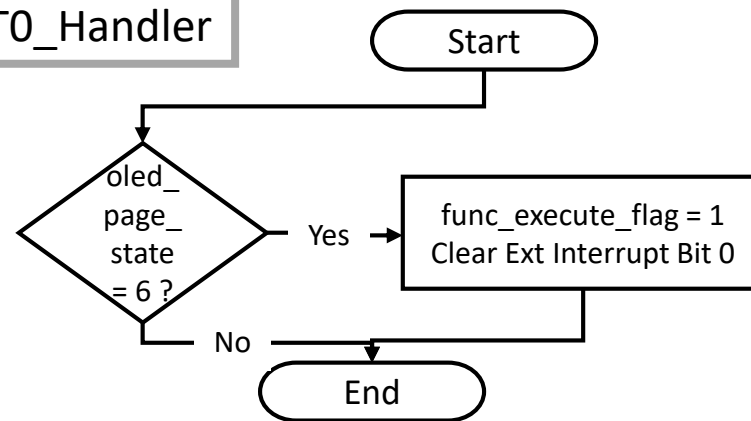 T0_Handler
Start
oled_
page_
state
= 6 ?
Yes
func_execute_flag = 1
Clear Ext Interrupt Bit 0
No
End